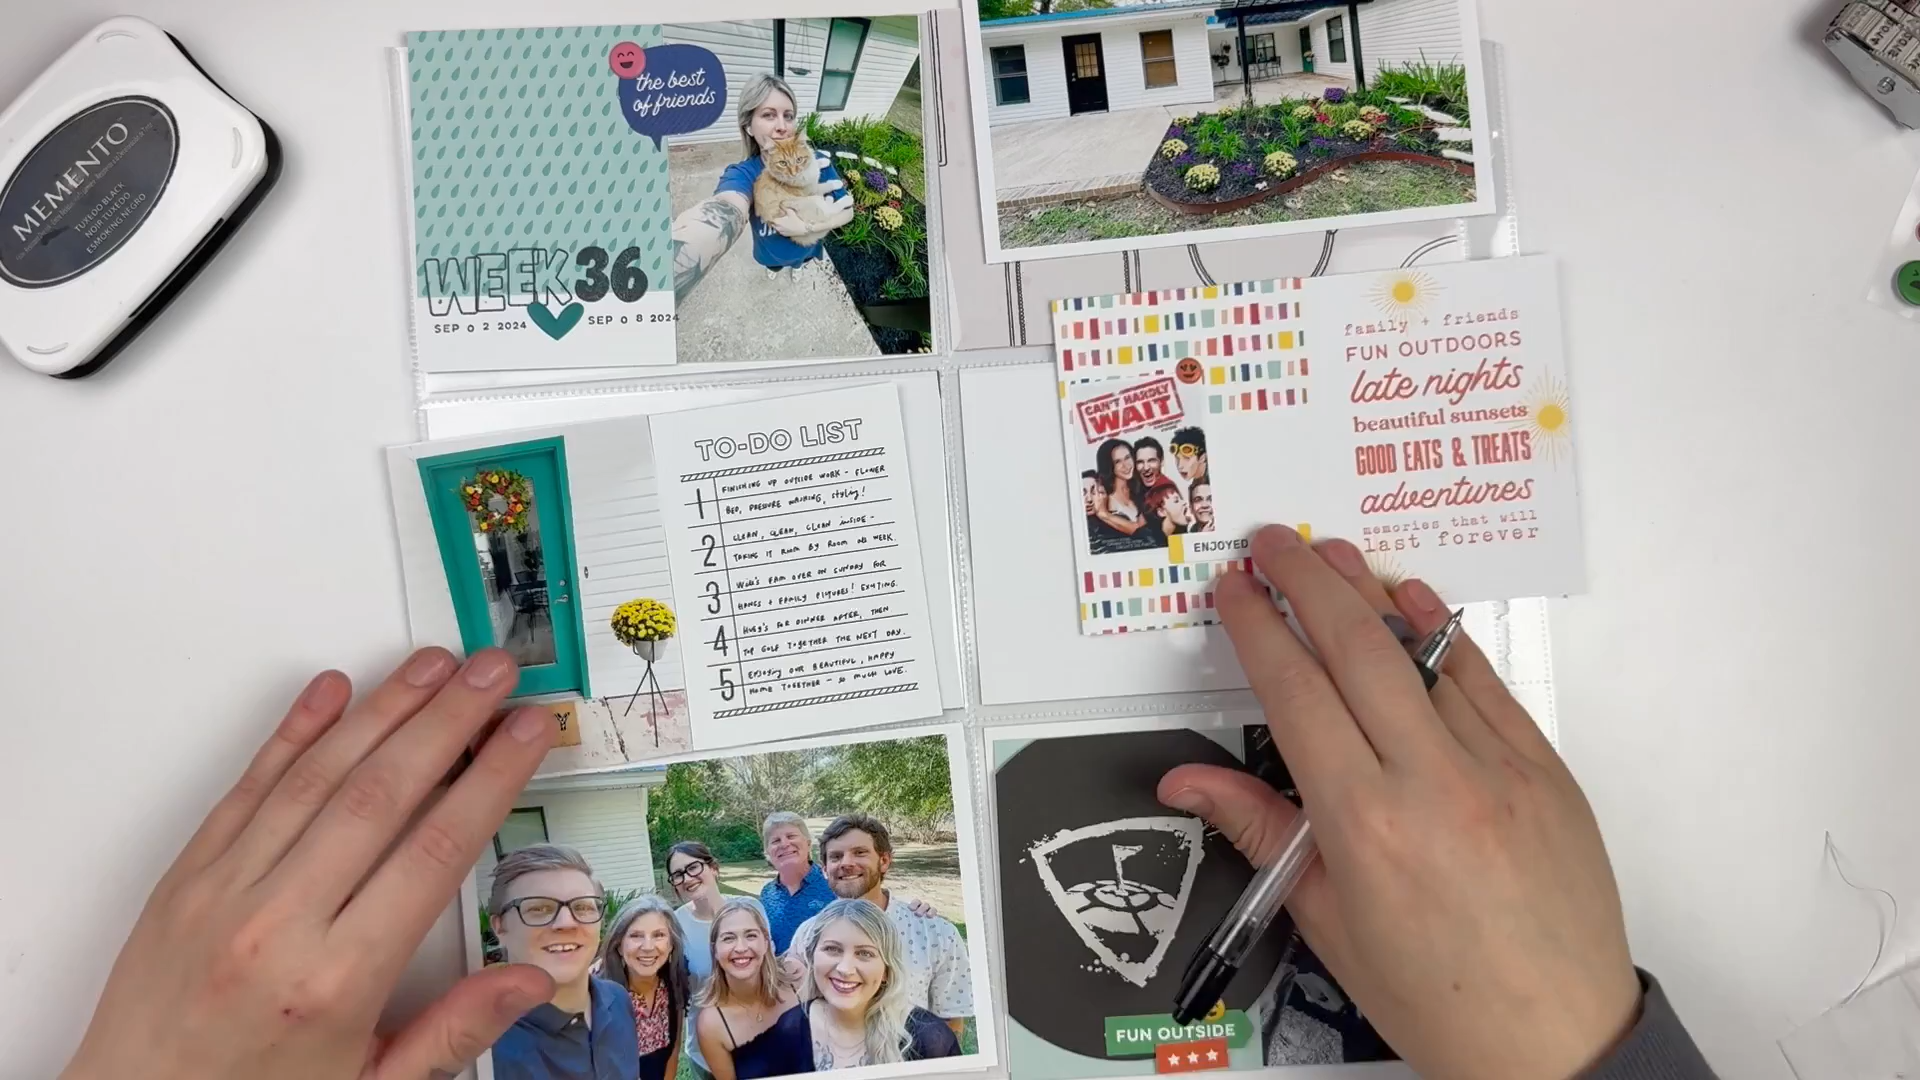 MEMENTO™
TUXEDO BLACK
NOIR TUXEDO
ESMOKING NEGRO
the best
of friends
WEEK 36
SEP 0 2 2024
SEP 0 8 2024
TO-DO LIST
1 FINISHING UP OUTSIDE WORK - FLOWER
BED, PRESSURE WASHING, STYLING!
2 CLEAN, CLEAN, CLEAN INSIDE -
TAKING IT ROOM BY ROOM ALL WEEK.
3 FAM OVER ON SUNDAY FOR
HANGS + FAMILY PICTURES! EXCITING.
4 HUEY'S FOR DINNER AFTER, THEN
TOP GOLF TOGETHER THE NEXT DAY.
5 ENJOYING OUR BEAUTIFUL, HAPPY
HOME TOGETHER - SO MUCH LOVE.
Y
CAN'T HARDLY
WAIT
ENJOYED
family + friends
FUN OUTDOORS
late nights
beautiful sunsets
GOOD EATS & TREATS
adventures
memories that will
last forever
FUN OUTSIDE